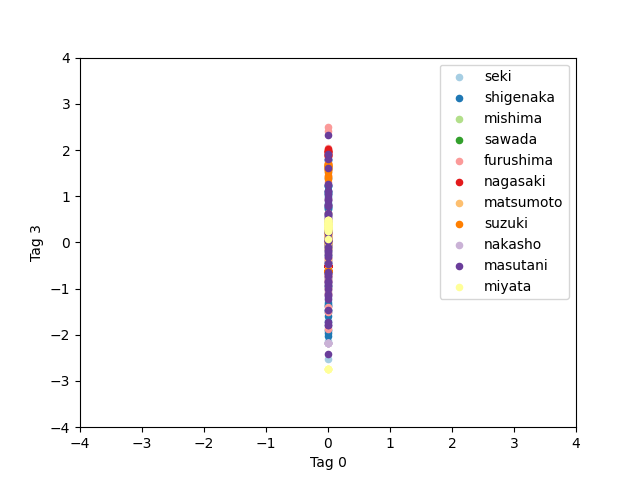 4
3
2
1
0
−1
−2
−3
−4
Tag 3
−4 −3 −2 −1 0 1 2 3 4
Tag 0
seki
shigenaka
mishima
sawada
furushima
nagasaki
matsumoto
suzuki
nakasho
masutani
miyata